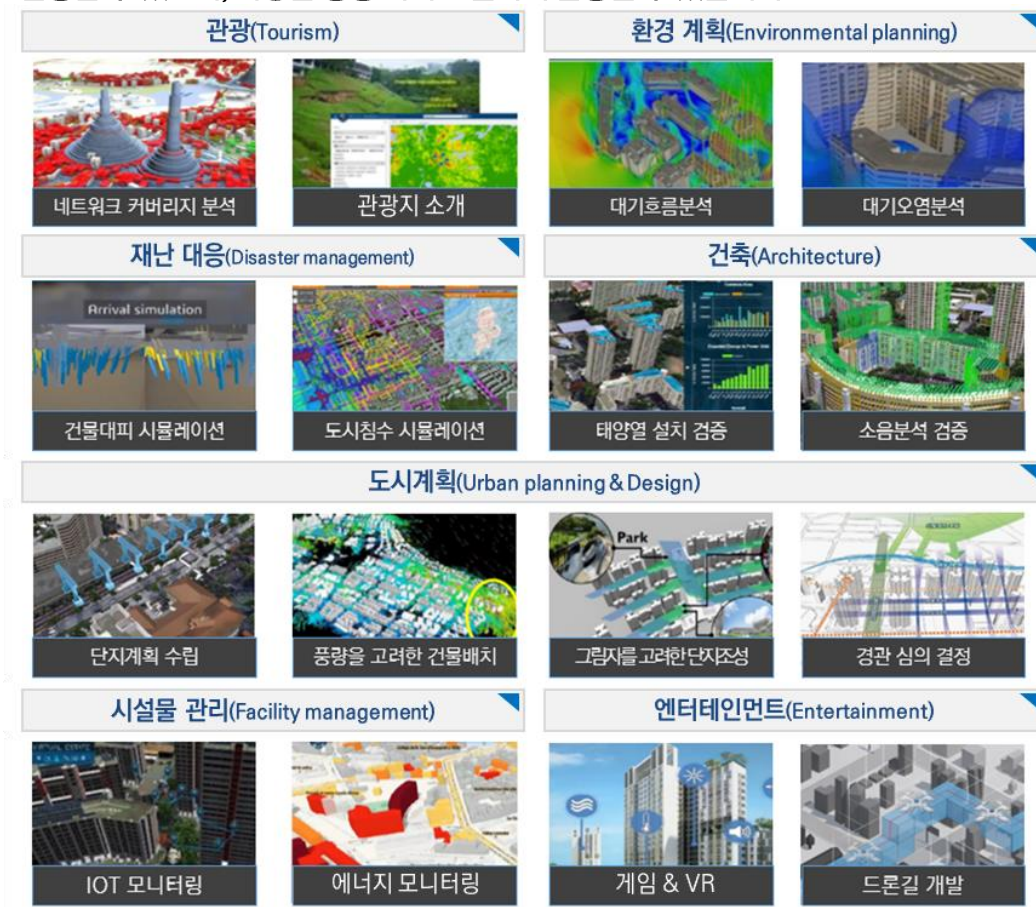 관광(Tourism)
환경 계획(Environmental planning)
네트워크 커버리지 분석
관광지 소개
대기흐름분석
대기오염분석
재난 대응(Disaster management)
건축(Architecture)
Arrival simulation
건물대피 시뮬레이션
도시침수 시뮬레이션
태양열 설치 검증
소음분석 검증
도시계획(Urban planning & Design)
Park
단지계획 수립
풍량을 고려한 건물배치
그림자를 고려한 단지조성
경관 심의 결정
시설물 관리(Facility management)
엔터테인먼트(Entertainment)
IOT 모니터링
에너지 모니터링
게임 & VR
드론길 개발